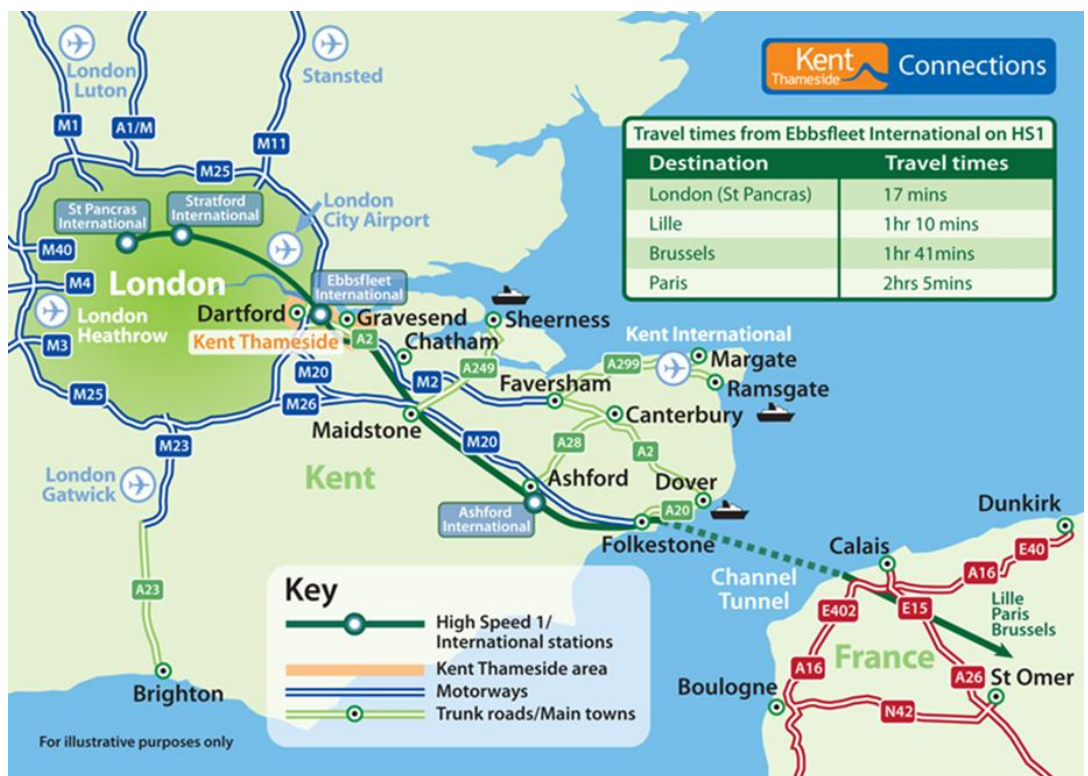 London
Luton
Stansted
M1
A1/M
M11
M25
St Pancras
International
Stratford
International
London
City Airport
M40
M4
London
London
Heathrow
M3
Ebbsfleet
International
Dartford
Gravesend
Kent Thameside
A2
Chatham
Sheerness
A249
M2
M20
M25
M26
M23
Maidstone
Faversham
Kent International
A299
Margate
Ramsgate
Canterbury
A28
A2
M20
Kent
Ashford
Ashford
International
Dover
A20
Folkestone
London
Gatwick
A23
Brighton
Channel
Tunnel
Calais
Dunkirk
E40
A16
E402
E15
Lille
Paris
Brussels
France
A16
A26
St Omer
Boulogne
N42
Kent
Thameside
Connections
Travel times from Ebbsfleet International on HS1
Destination Travel times
London (St Pancras) 17 mins
Lille 1hr 10 mins
Brussels 1hr 41mins
Paris 2hrs 5mins
Key
High Speed 1/
International stations
Kent Thameside area
Motorways
Trunk roads/Main towns
For illustrative purposes only